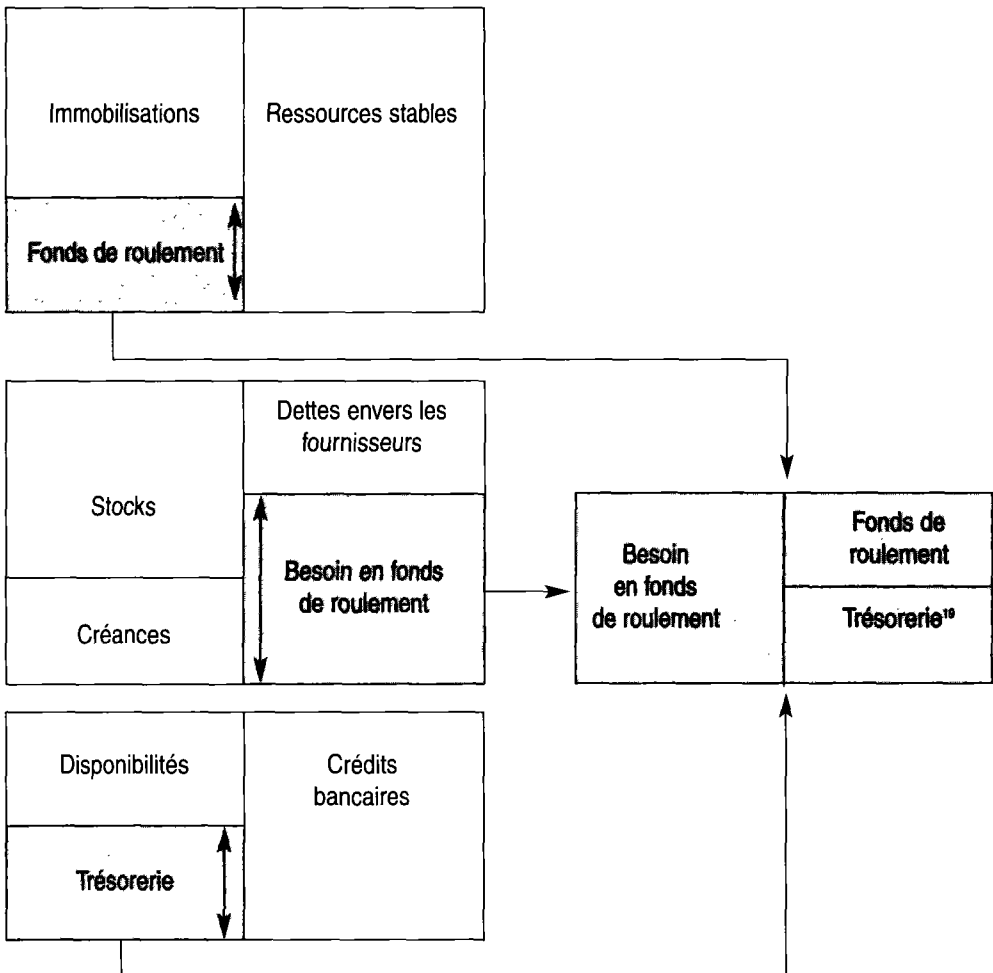 Immobilisations
Ressources stables
Fonds de roulement
Dettes envers les
fournisseurs
Stocks
Besoin en fonds
de roulement
Créances
Besoin
en fonds
de roulement
Fonds de
roulement
Trésorerie¹⁹
Disponibilités
Crédits
bancaires
Trésorerie